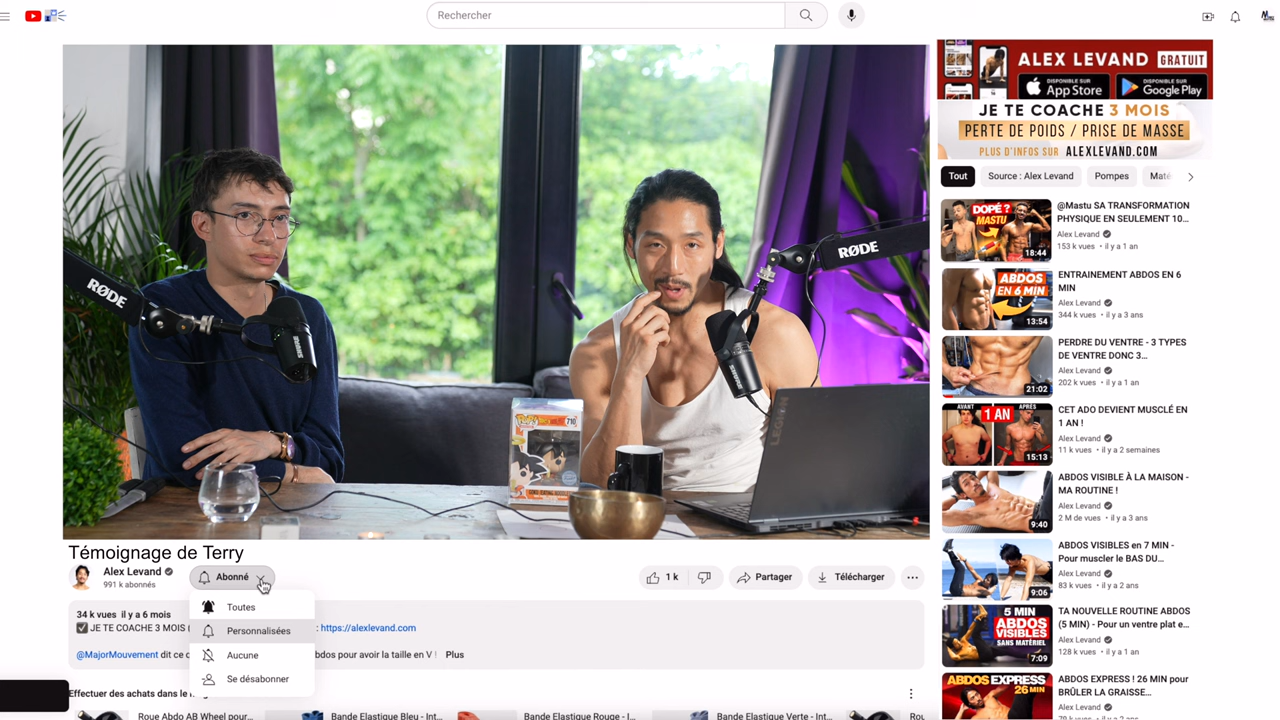 Rechercher
RØDE
RØDE
LEGION
710
Témoignage de Terry
Alex Levand
991 k abonnés
Abonné
1 k
Partager
Télécharger
Toutes
Personnalisées
Aucune
Se désabonner
34 k vues il y a 6 mois
JE TE COACHE 3 MOIS ( : https://alexlevand.com
@MajorMouvement dit ce bdos pour avoir la taille en V ! Plus
Effectuer des achats dans le
Roue Abdo AB Wheel pour...
Bande Elastique Bleu - Int...
Bande Elastique Rouge - I...
Bande Elastique Verte - Int...
ALEX LEVAND GRATUIT
DISPONIBLE SUR
App Store
DISPONIBLE SUR
Google Play
JE TE COACHE 3 MOIS
PERTE DE POIDS / PRISE DE MASSE
PLUS D'INFOS SUR ALEXLEVAND.COM
Tout
Source : Alex Levand
Pompes
Maté
DOPÉ ?
MASTU
18:44
@Mastu SA TRANSFORMATION
PHYSIQUE EN SEULEMENT 10...
Alex Levand
153 k vues • il y a 1 an
ABDOS
EN 6 MIN
13:54
ENTRAINEMENT ABDOS EN 6
MIN
Alex Levand
344 k vues • il y a 3 ans
21:02
PERDRE DU VENTRE - 3 TYPES
DE VENTRE DONC 3...
Alex Levand
202 k vues • il y a 1 an
AVANT
1 AN
APRÈS
15:13
CET ADO DEVIENT MUSCLÉ EN
1 AN !
Alex Levand
11 k vues • il y a 2 semaines
9:40
ABDOS VISIBLE À LA MAISON -
MA ROUTINE !
Alex Levand
2 M de vues • il y a 3 ans
9:06
ABDOS VISIBLES en 7 MIN -
Pour muscler le BAS DU...
Alex Levand
83 k vues • il y a 2 ans
5 MIN
ABDOS
VISIBLES
SANS MATÉRIEL
7:09
TA NOUVELLE ROUTINE ABDOS
(5 MIN) - Pour un ventre plat e...
Alex Levand
128 k vues • il y a 1 an
ABDOS EXPRESS
26 MIN
ABDOS EXPRESS ! 26 MIN pour
BRÛLER LA GRAISSE...
Alex Levand